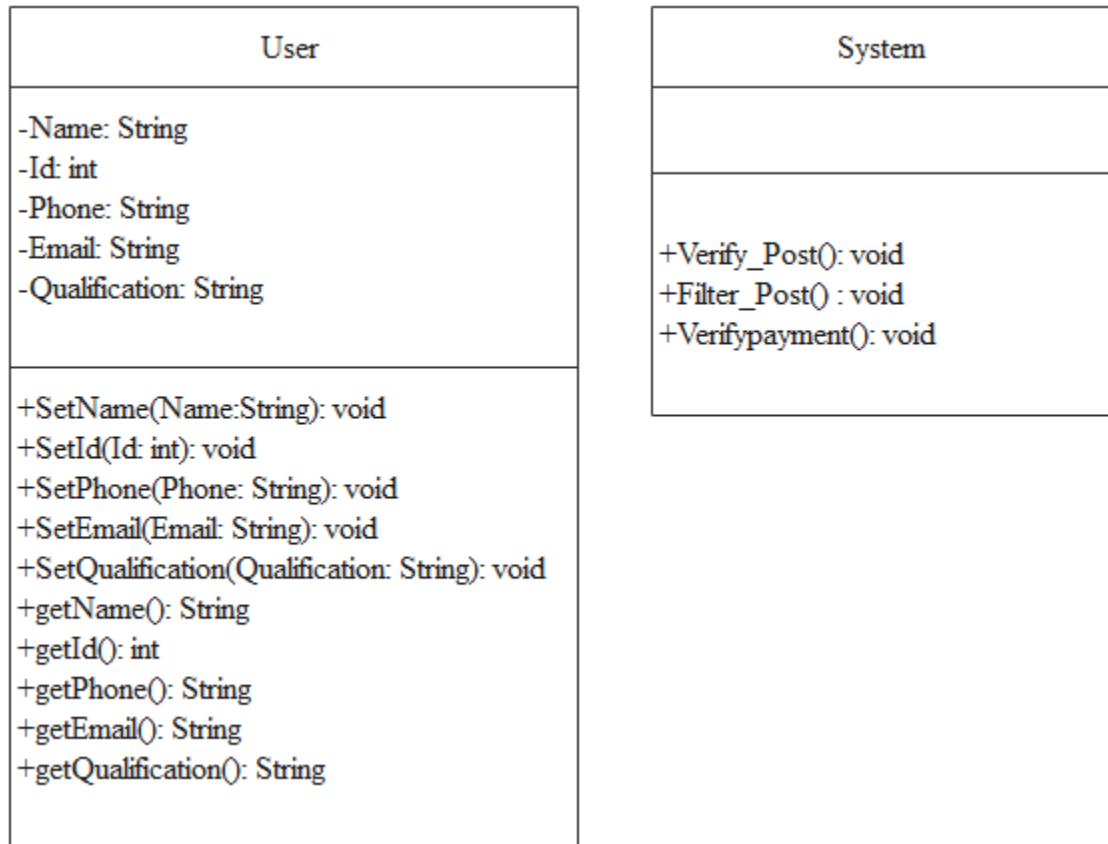 User
-Name: String
-Id: int
-Phone: String
-Email: String
-Qualification: String
+SetName(Name:String): void
+SetId(Id: int): void
+SetPhone(Phone: String): void
+SetEmail(Email: String): void
+SetQualification(Qualification: String): void
+getName(): String
+getId(): int
+getPhone(): String
+getEmail(): String
+getQualification(): String
System
+Verify_Post(): void
+Filter_Post() : void
+Verifypayment(): void